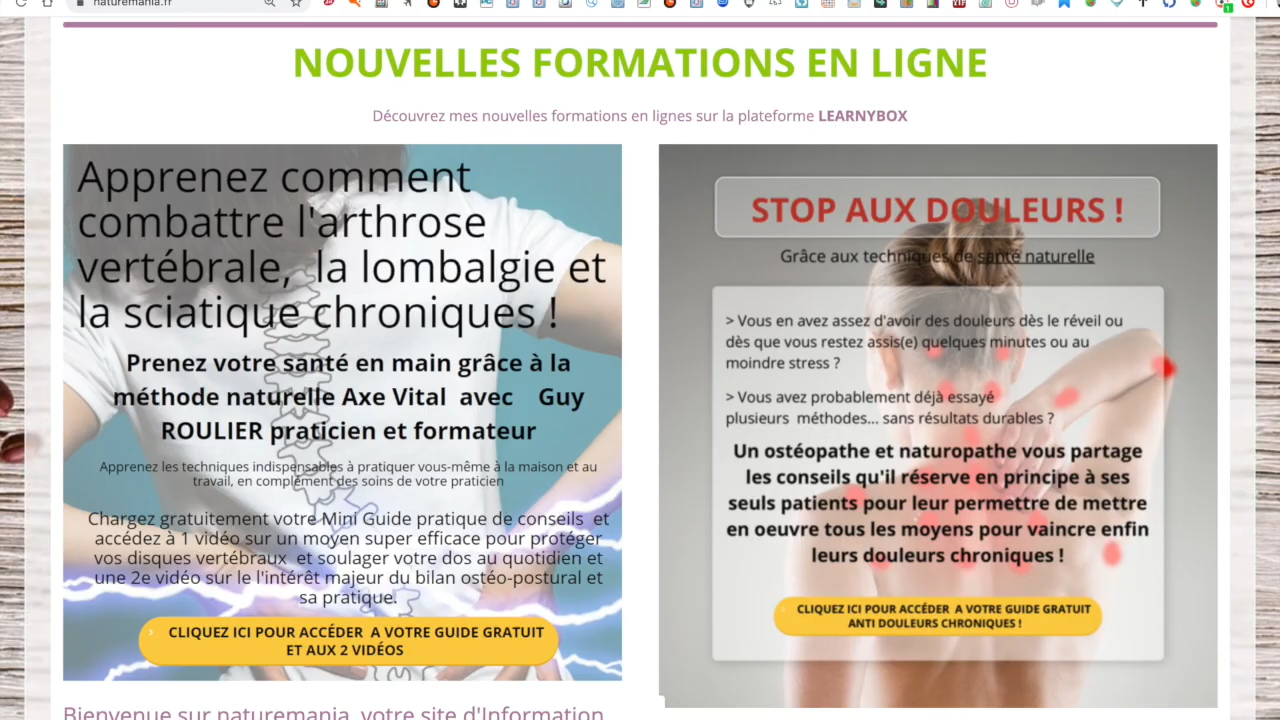 naturemania.fr
NOUVELLES FORMATIONS EN LIGNE
Découvrez mes nouvelles formations en lignes sur la plateforme LEARNYBOX
Apprenez comment
combattre l'arthrose
vertébrale, la lombalgie et
la sciatique chroniques !
Prenez votre santé en main grâce à la
méthode naturelle Axe Vital avec Guy
ROULIER praticien et formateur
Apprenez les techniques indispensables à pratiquer vous-même à la maison et au
travail, en complément des soins de votre praticien
Chargez gratuitement votre Mini Guide pratique de conseils et
accédez à 1 vidéo sur un moyen super efficace pour protéger
vos disques vertébraux et soulager votre dos au quotidien et
une 2e vidéo sur le l'intérêt majeur du bilan ostéo-postural et
sa pratique.
> CLIQUEZ ICI POUR ACCÉDER A VOTRE GUIDE GRATUIT
ET AUX 2 VIDÉOS
STOP AUX DOULEURS !
Grâce aux techniques de santé naturelle
> Vous en avez assez d'avoir des douleurs dès le réveil ou
dès que vous restez assis(e) quelques minutes ou au
moindre stress ?
> Vous avez probablement déjà essayé
plusieurs méthodes... sans résultats durables ?
Un ostéopathe et naturopathe vous partage
les conseils qu'il réserve en principe à ses
seuls patients pour leur permettre de mettre
en oeuvre tous les moyens pour vaincre enfin
leurs douleurs chroniques !
CLIQUEZ ICI POUR ACCÉDER A VOTRE GUIDE GRATUIT
ANTI DOULEURS CHRONIQUES !
Bienvenue sur naturemania, votre site d'Information